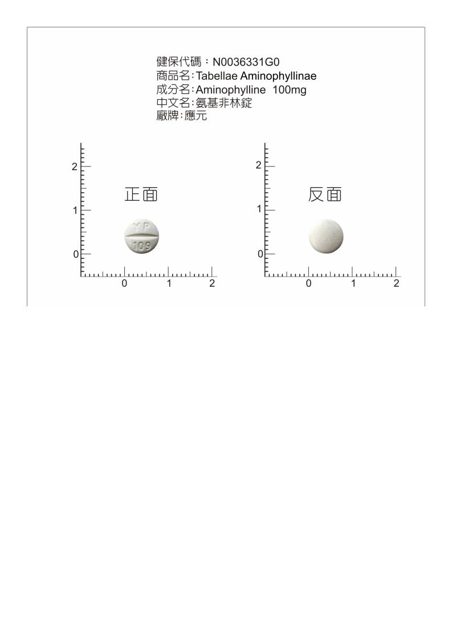 健保代碼：N0036331G0
商品名:Tabellae Aminophyllinae
成分名:Aminophylline 100mg
中文名:氨基非林錠
廠牌:應元
正面
反面
2
1
0
0 1 2
2
1
0
0 1 2
YP
109